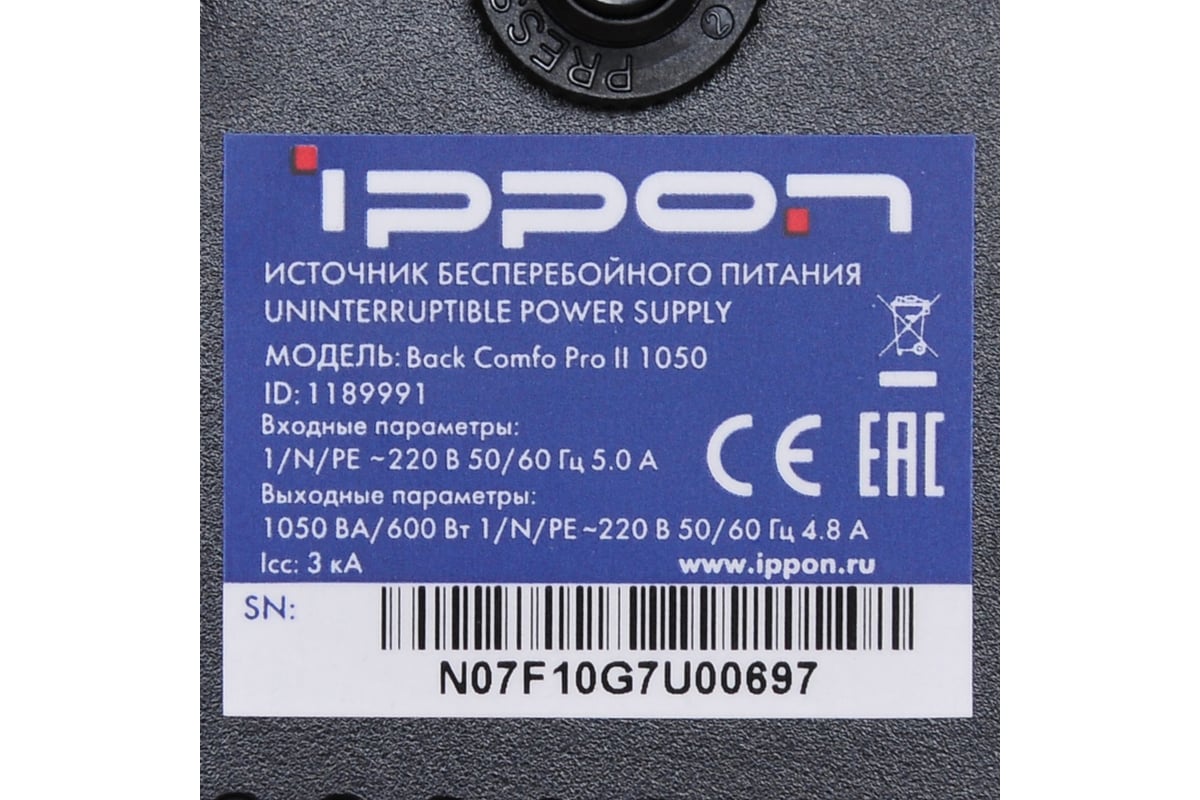 PRESS
2
ippon
ИСТОЧНИК БЕСПЕРЕБОЙНОГО ПИТАНИЯ
UNINTERRUPTIBLE POWER SUPPLY
МОДЕЛЬ: Back Comfo Pro II 1050
ID: 1189991
Входные параметры:
1/N/PE ~220 В 50/60 Гц 5.0 А
CE EAC
Выходные параметры:
1050 ВА/600 Вт 1/N/PE ~220 В 50/60 Гц 4.8 А
Icc: 3 кА
www.ippon.ru
SN:
N07F10G7U00697